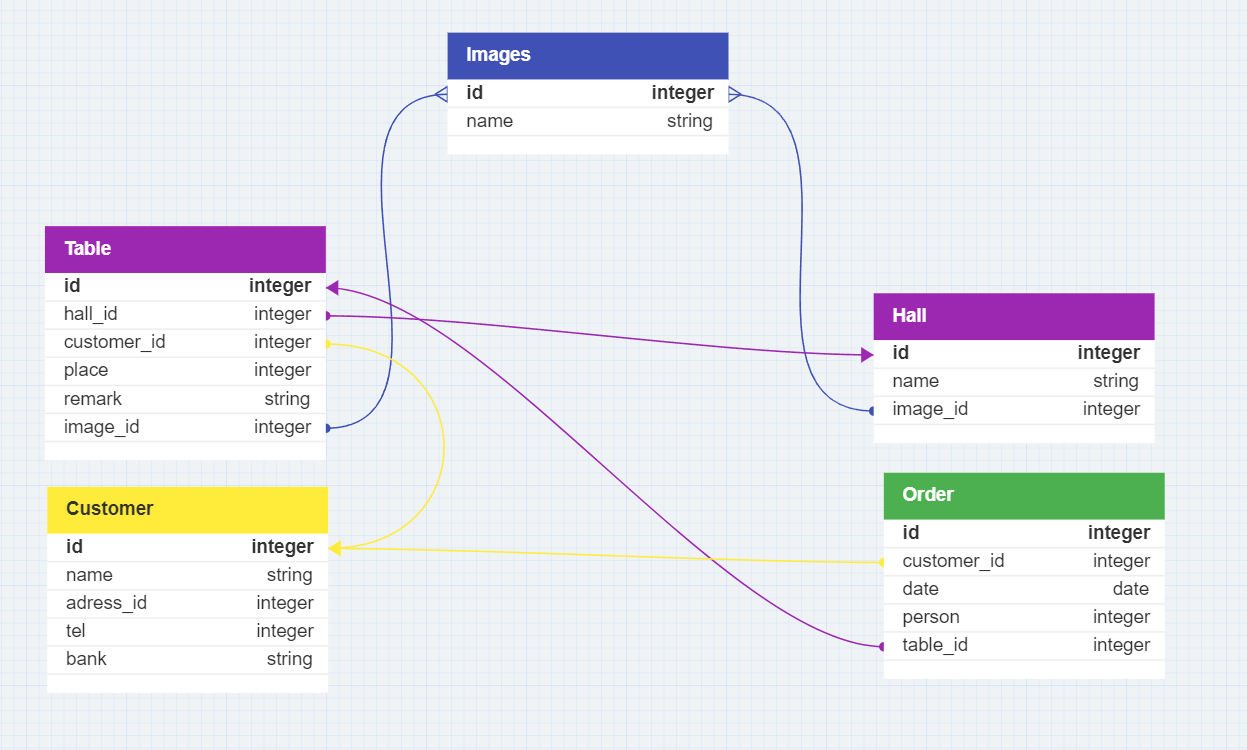 Images
id integer
name string
Table
id integer
hall_id integer
customer_id integer
place integer
remark string
image_id integer
Hall
id integer
name string
image_id integer
Customer
id integer
name string
adress_id integer
tel integer
bank string
Order
id integer
customer_id integer
date date
person integer
table_id integer